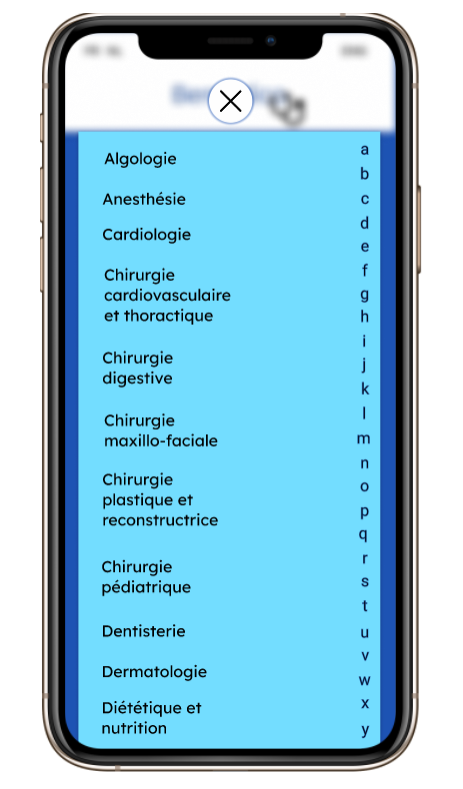 Algologie
Anesthésie
Cardiologie
Chirurgie
cardiovasculaire
et thoractique
Chirurgie
digestive
Chirurgie
maxillo-faciale
Chirurgie
plastique et
reconstructrice
Chirurgie
pédiatrique
Dentisterie
Dermatologie
Diététique et
nutrition
a
b
c
d
e
f
g
h
i
j
k
l
m
n
o
p
q
r
s
t
u
v
w
x
y